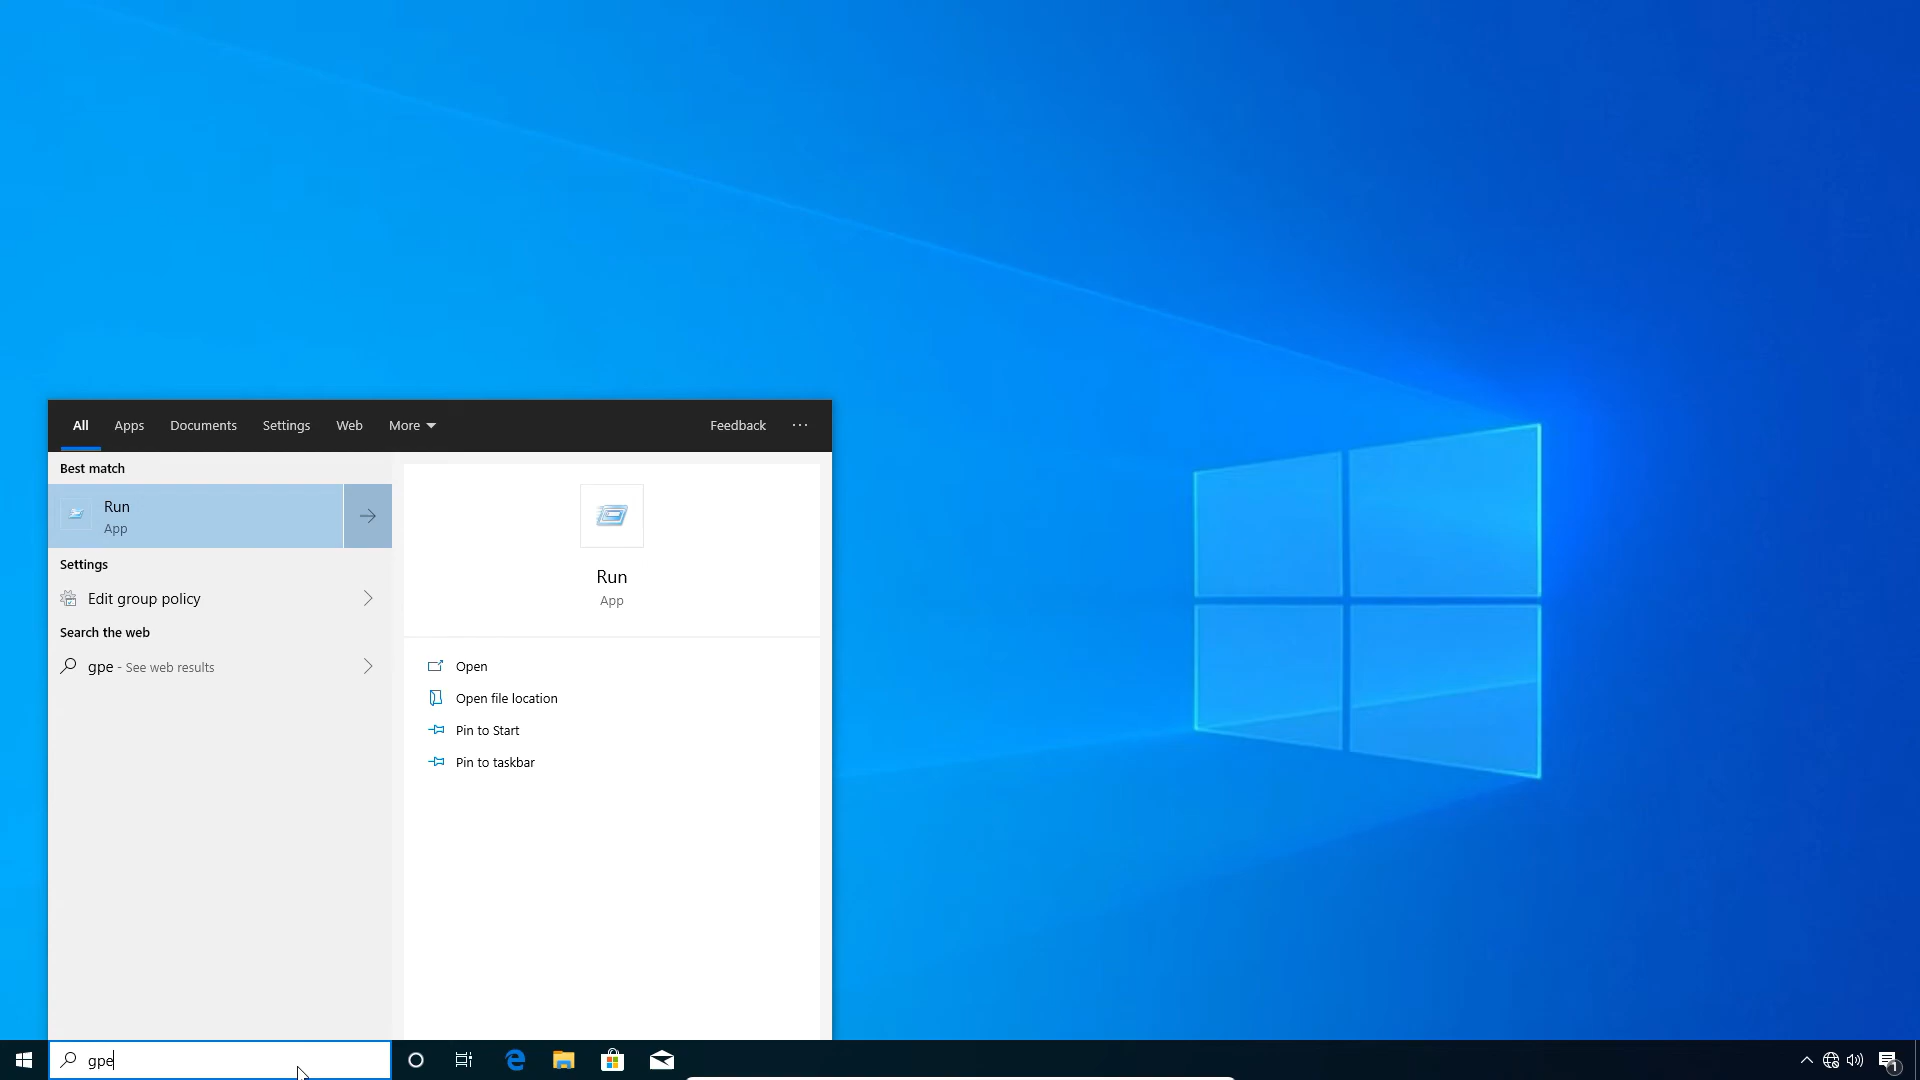 All Apps Documents Settings Web More Feedback ...
Best match
Run
App
Settings
Edit group policy
Search the web
gpe - See web results
Run
App
Open
Open file location
Pin to Start
Pin to taskbar
gpe
1